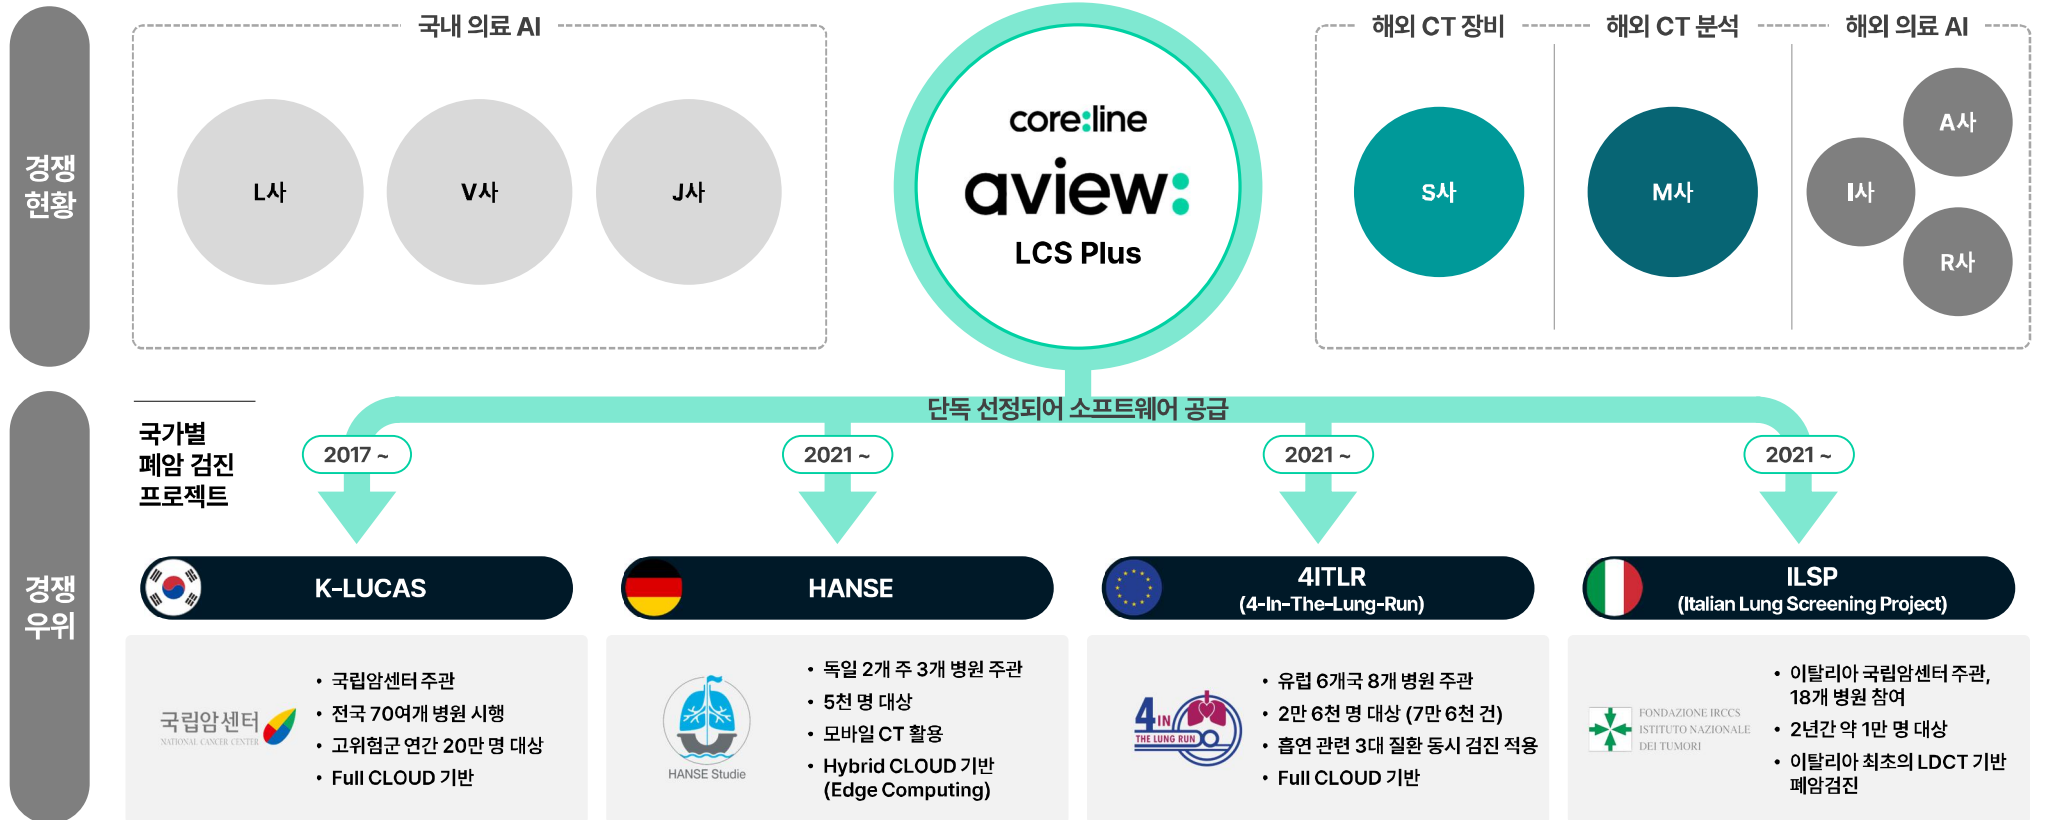 경쟁
현황
국내 의료 AI
L사
V사
J사
core:line
aview:
LCS Plus
해외 CT 장비
해외 CT 분석
해외 의료 AI
S사
M사
I사
A사
R사
경쟁
우위
국가별
폐암 검진
프로젝트
단독 선정되어 소프트웨어 공급
2017 ~
2021 ~
2021 ~
2021 ~
K-LUCAS
국립암센터
NATIONAL CANCER CENTER
• 국립암센터 주관
• 전국 70여개 병원 시행
• 고위험군 연간 20만 명 대상
• Full CLOUD 기반
HANSE
HANSE Studie
• 독일 2개 주 3개 병원 주관
• 5천 명 대상
• 모바일 CT 활용
• Hybrid CLOUD 기반
(Edge Computing)
4ITLR
(4-In-The-Lung-Run)
4 IN
THE LUNG RUN
• 유럽 6개국 8개 병원 주관
• 2만 6천 명 대상 (7만 6천 건)
• 흡연 관련 3대 질환 동시 검진 적용
• Full CLOUD 기반
ILSP
(Italian Lung Screening Project)
FONDAZIONE IRCCS
ISTITUTO NAZIONALE
DEI TUMORI
• 이탈리아 국립암센터 주관,
18개 병원 참여
• 2년간 약 1만 명 대상
• 이탈리아 최초의 LDCT 기반
폐암검진